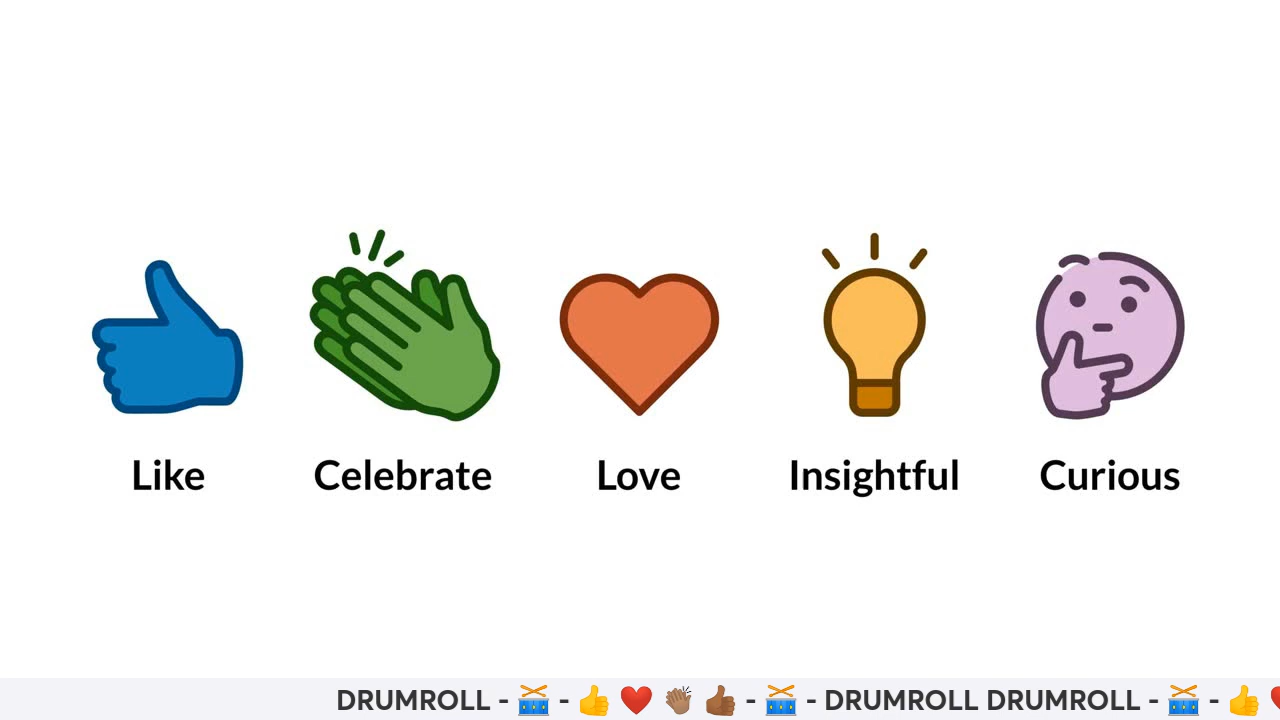 Like
Celebrate
Love
Insightful
Curious
DRUMROLL - 🥁 - 👍 ❤️ 👏🏽 👍🏾 - 🥁 - DRUMROLL DRUMROLL - 🥁 - 👍 ❤️